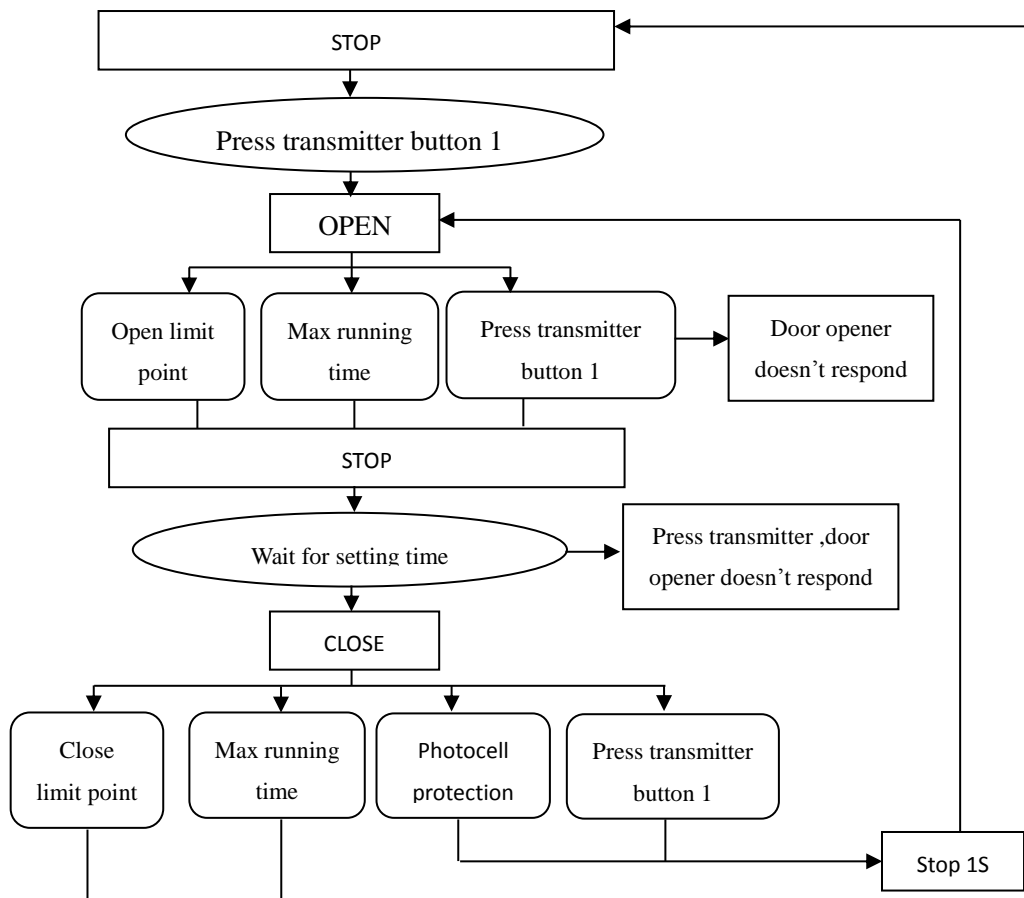 STOP
Press transmitter button 1
OPEN
Open limit
point
Max running
time
Press transmitter
button 1
Door opener
doesn’t respond
STOP
Wait for setting time
Press transmitter ,door
opener doesn’t respond
CLOSE
Close
limit point
Max running
time
Photocell
protection
Press transmitter
button 1
Stop 1S